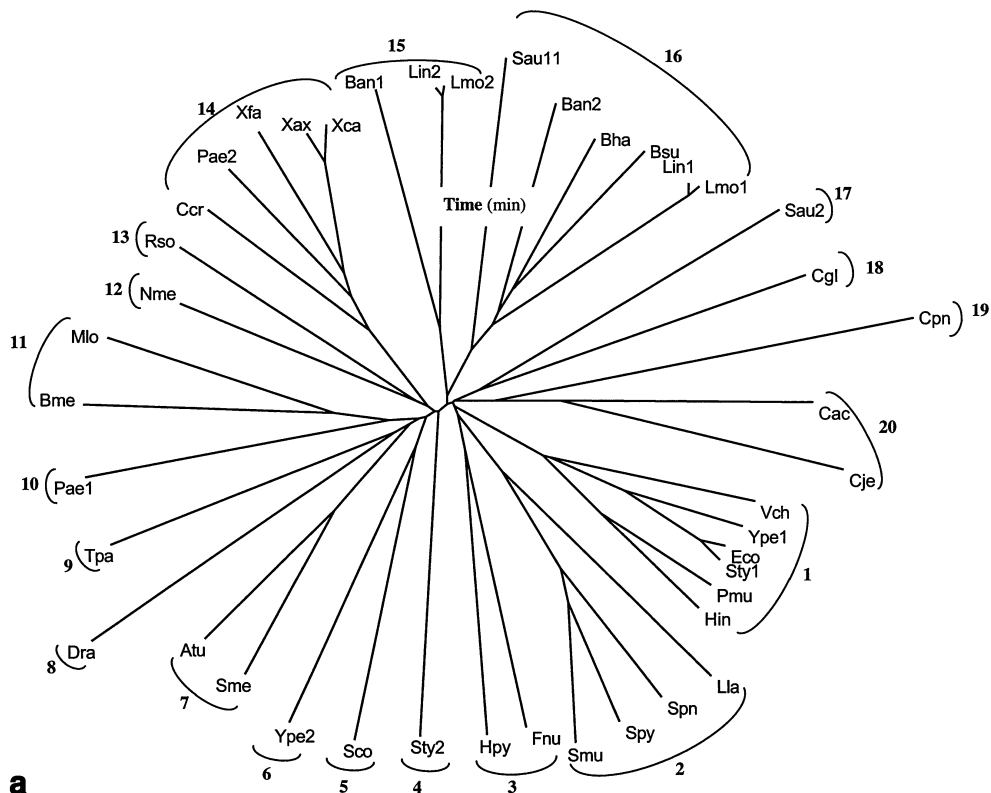 15
Sau11
16
Lin2
Ban1
Lmo2
Ban2
14
Xfa
Xax
Xca
Bha
Bsu
Pae2
Lin1
Lmo1
Time (min)
17
Ccr
Sau2
13
Rso
18
Cgl
12
Nme
19
Cpn
11
Mlo
Bme
Cac
20
10
Pae1
Cje
Vch
Ype1
9
Tpa
Eco
Sty1
1
Pmu
Hin
8
Dra
Atu
Sme
Lla
7
Spn
Ype2
Sco
Sty2
Hpy
Fnu
Smu
Spy
2
6
5
4
3
a